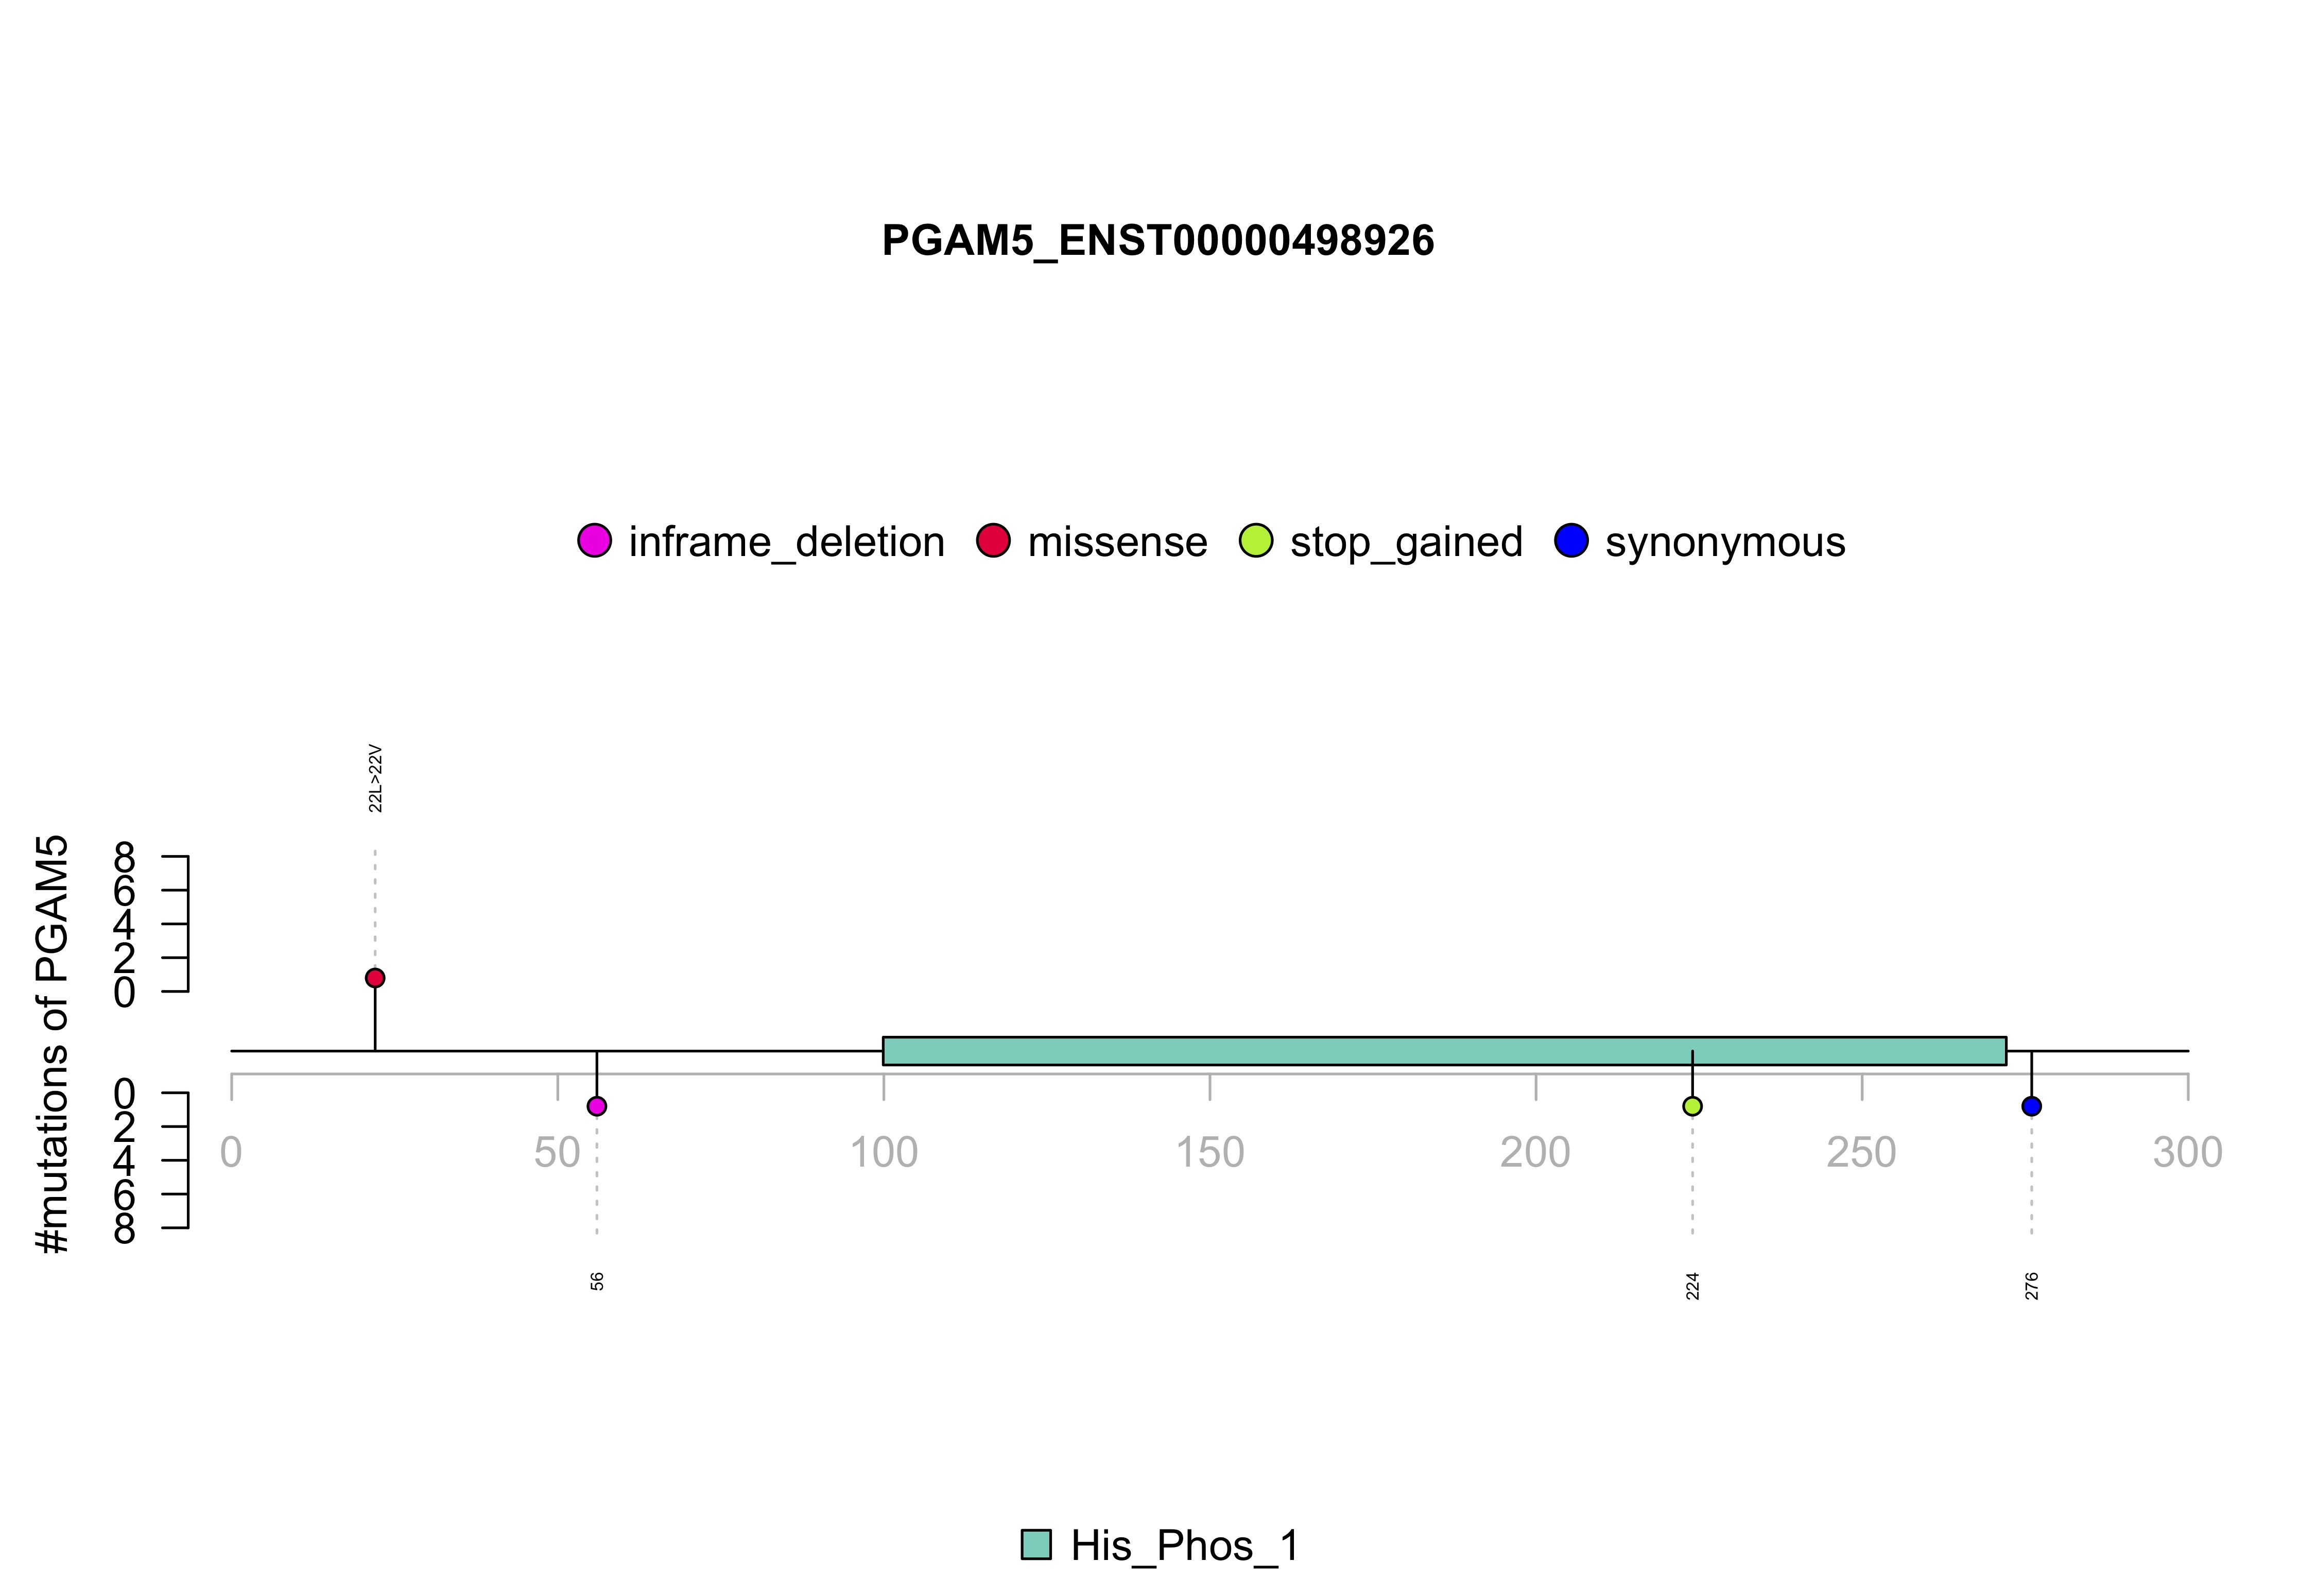 PGAM5_ENST00000498926
inframe_deletion missense stop_gained synonymous
22L>22V
#mutations of PGAM5
8
6
4
2
0
0
2
4
6
8
0 50 100 150 200 250 300
56 224 276
His_Phos_1